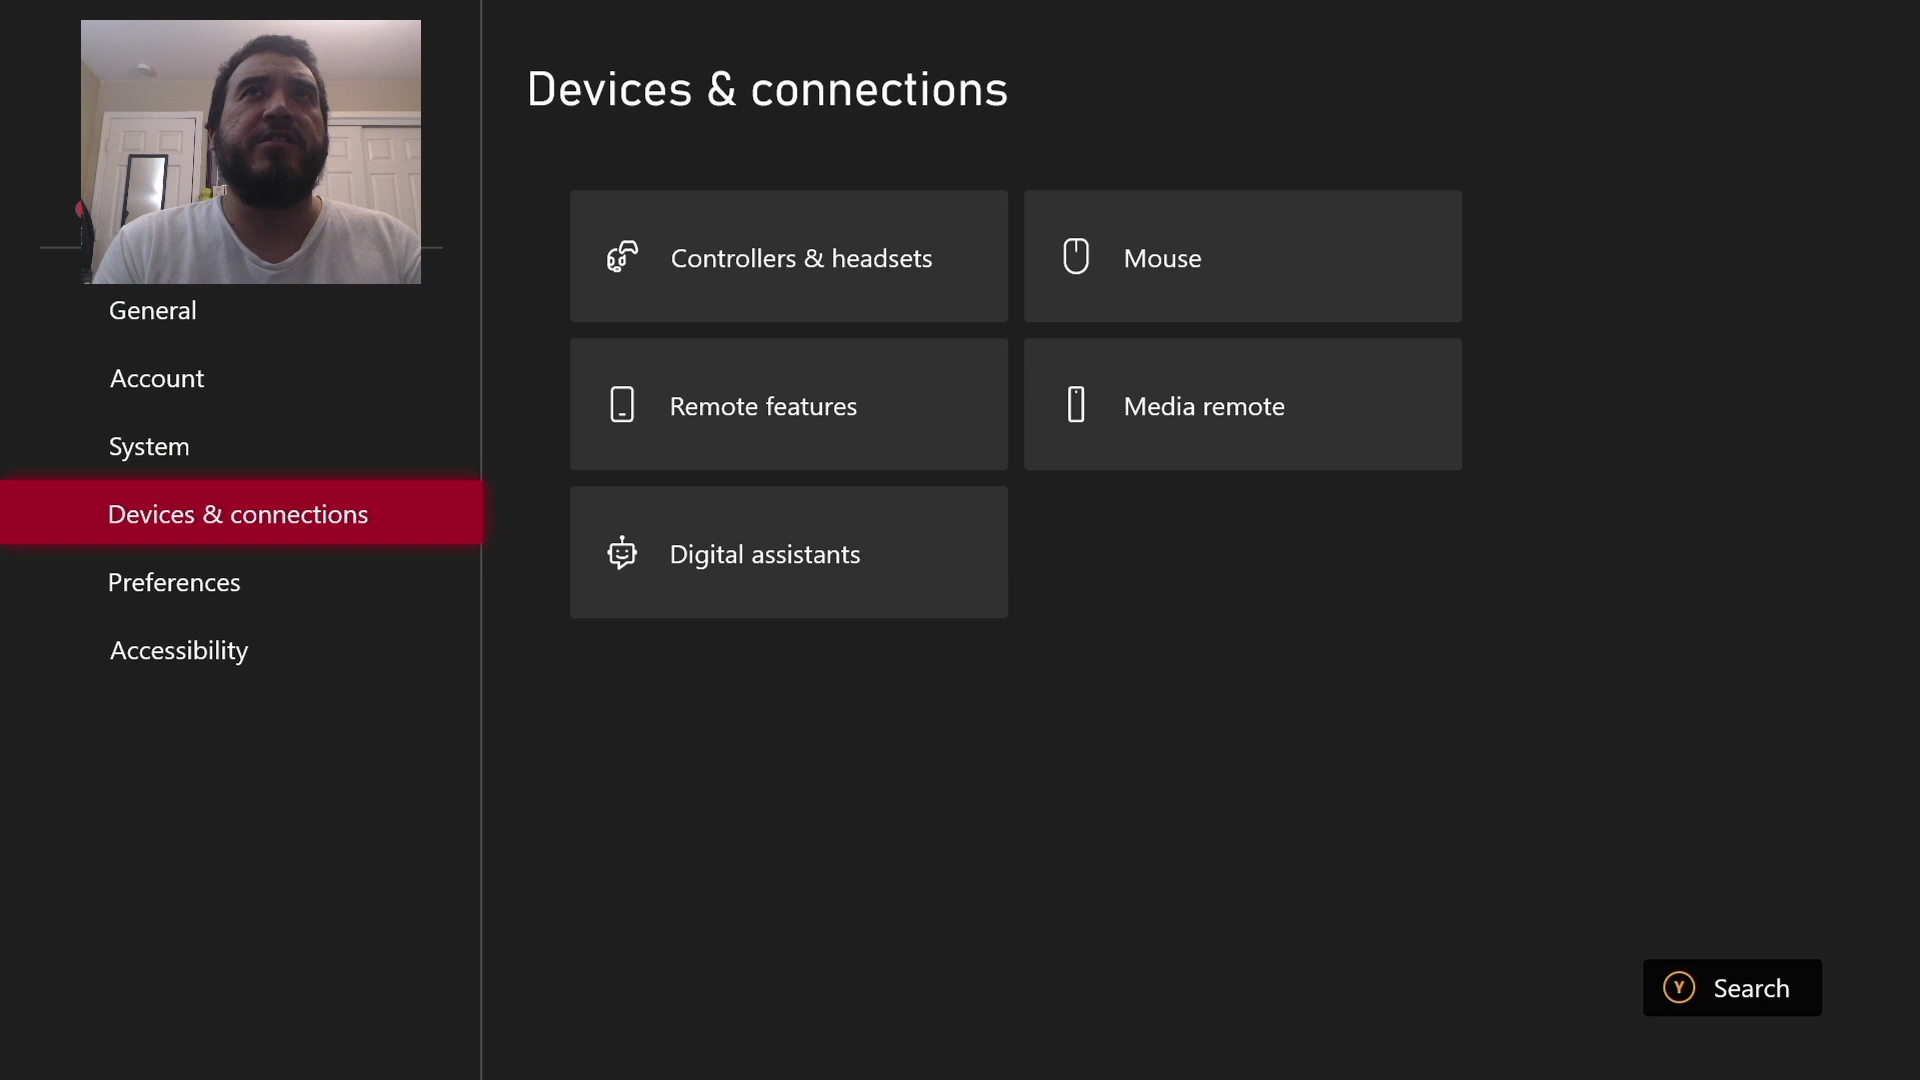 Devices & connections
General
Account
System
Devices & connections
Preferences
Accessibility
Controllers & headsets
Mouse
Remote features
Media remote
Digital assistants
Y Search